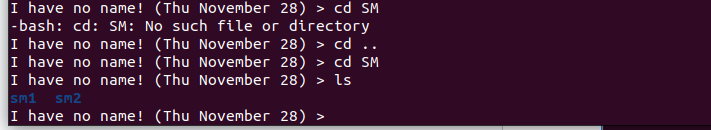 I have no name! (Thu November 28) > cd SM
-bash: cd: SM: No such file or directory
I have no name! (Thu November 28) > cd ..
I have no name! (Thu November 28) > cd SM
I have no name! (Thu November 28) > ls
sm1  sm2
I have no name! (Thu November 28) >